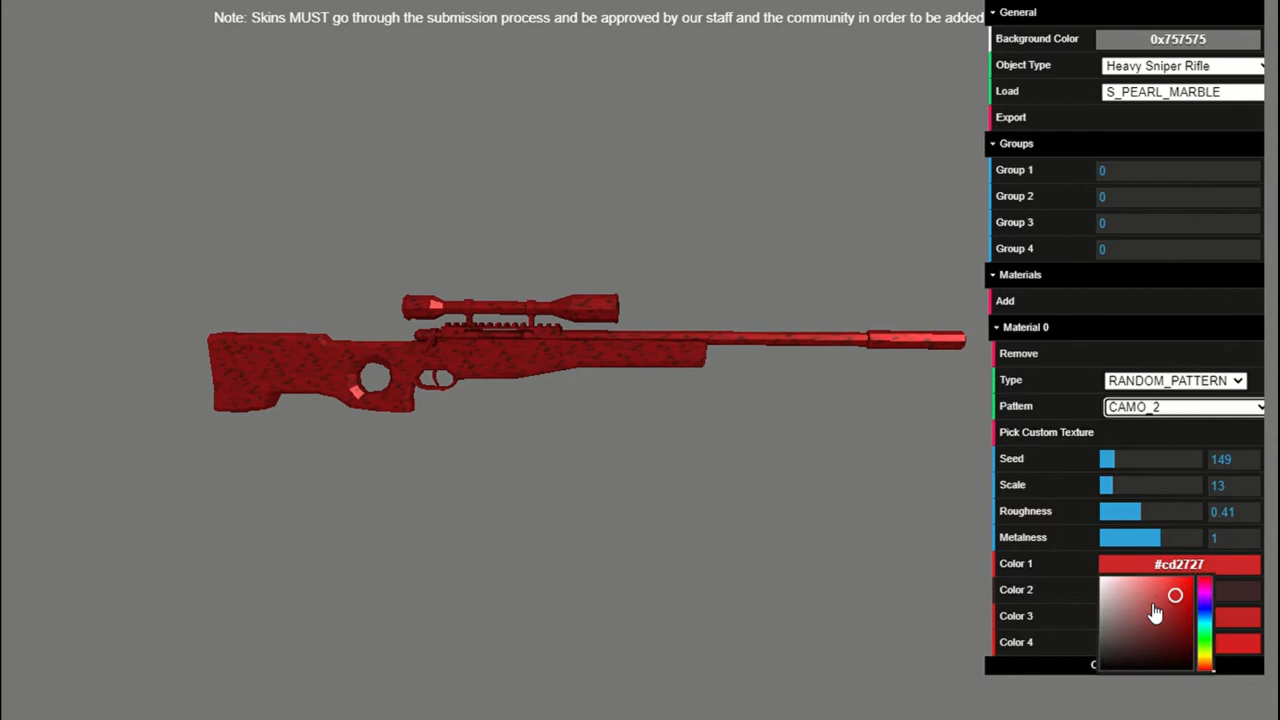 Note: Skins MUST go through the submission process and be approved by our staff and the community in order to be added
General
Background Color 0x757575
Object Type Heavy Sniper Rifle
Load S_PEARL_MARBLE
Export
Groups
Group 1 0
Group 2 0
Group 3 0
Group 4 0
Materials
Add
Material 0
Remove
Type RANDOM_PATTERN
Pattern CAMO_2
Pick Custom Texture
Seed 149
Scale 13
Roughness 0.41
Metalness 1
Color 1 #cd2727
Color 2
Color 3
Color 4